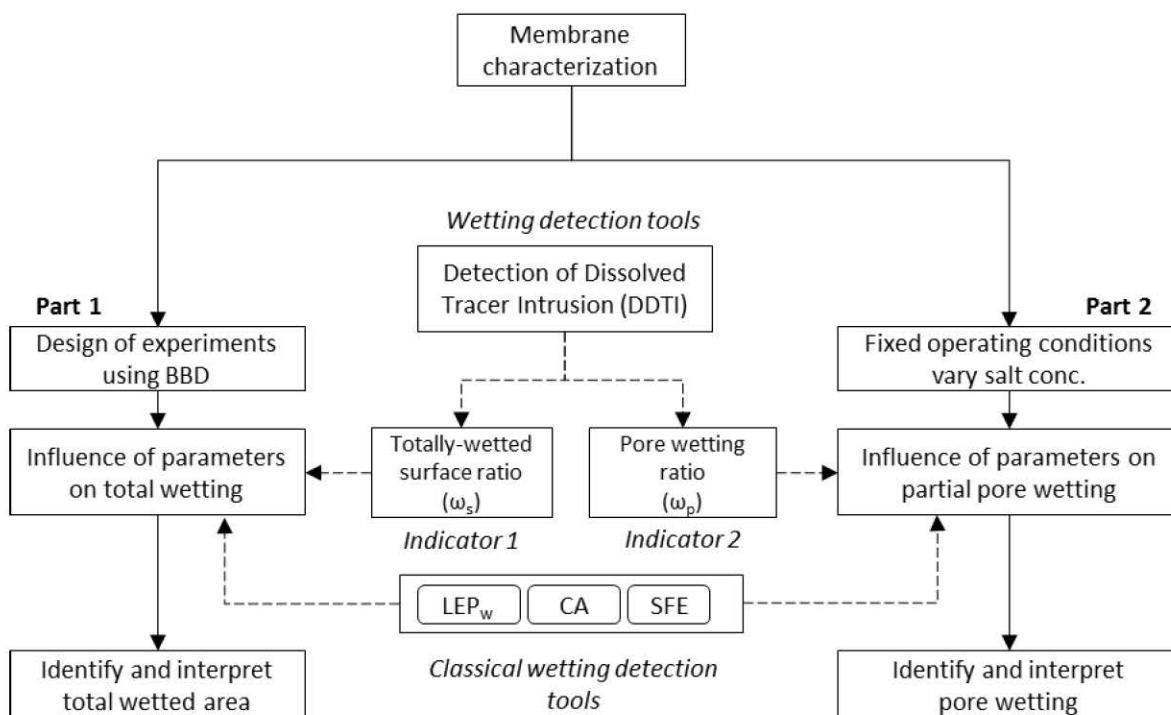 Membrane
characterization
Wetting detection tools
Detection of Dissolved
Tracer Intrusion (DDTI)
Part 1
Part 2
Design of experiments
using BBD
Fixed operating conditions
vary salt conc.
Influence of parameters
on total wetting
Totally-wetted
surface ratio
(ωs)
Pore wetting
ratio
(ωp)
Influence of parameters on
partial pore wetting
Indicator 1
Indicator 2
LEPw
CA
SFE
Identify and interpret
total wetted area
Classical wetting detection
tools
Identify and interpret
pore wetting